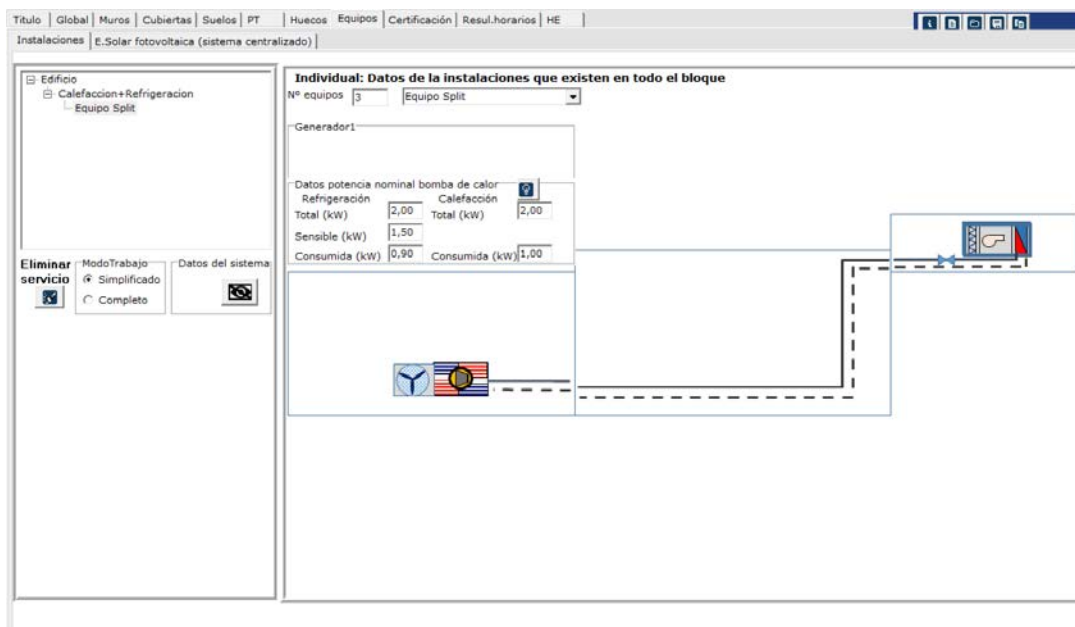 Titulo Global Muros Cubiertas Suelos PT Huecos Equipos Certificación Resul.horarios HE
Instalaciones E.Solar fotovoltaica (sistema centralizado)
Edificio
Calefaccion+Refrigeracion
Equipo Split
Eliminar servicio
ModoTrabajo
Simplificado
Completo
Datos del sistema
Individual: Datos de la instalaciones que existen en todo el bloque
Nº equipos 3 Equipo Split
Generador1
Datos potencia nominal bomba de calor
Refrigeración Calefacción
Total (kW) 2,00 Total (kW) 2,00
Sensible (kW) 1,50
Consumida (kW) 0,90 Consumida (kW) 1,00